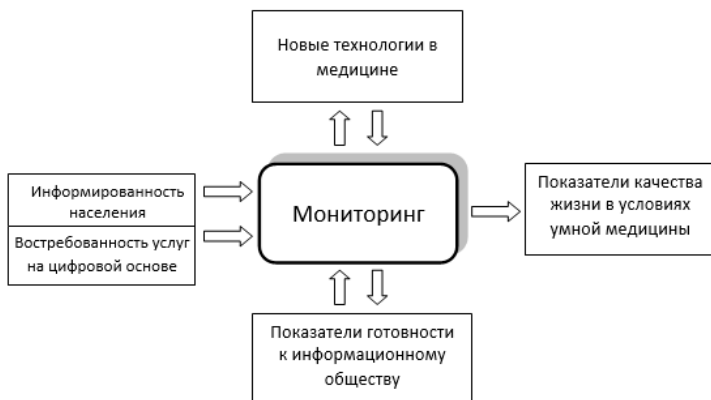 Новые технологии в
медицине
Информированность
населения
Востребованность услуг
на цифровой основе
Мониторинг
Показатели качества
жизни в условиях
умной медицины
Показатели готовности
к информационному
обществу